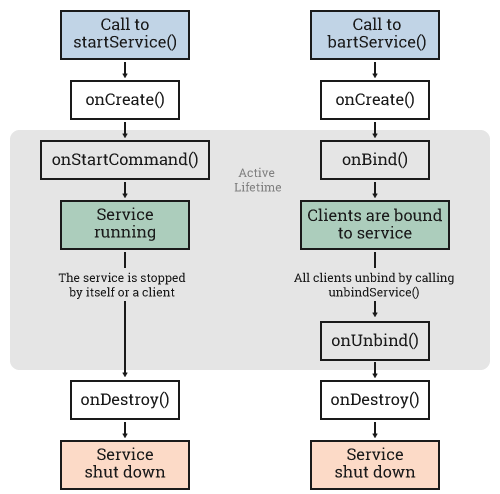 Call to
startService()
onCreate()
onStartCommand()
Service
running
The service is stopped
by itself or a client
onDestroy()
Service
shut down
Active
Lifetime
Call to
bartService()
onCreate()
onBind()
Clients are bound
to service
All clients unbind by calling
unbindService()
onUnbind()
onDestroy()
Service
shut down